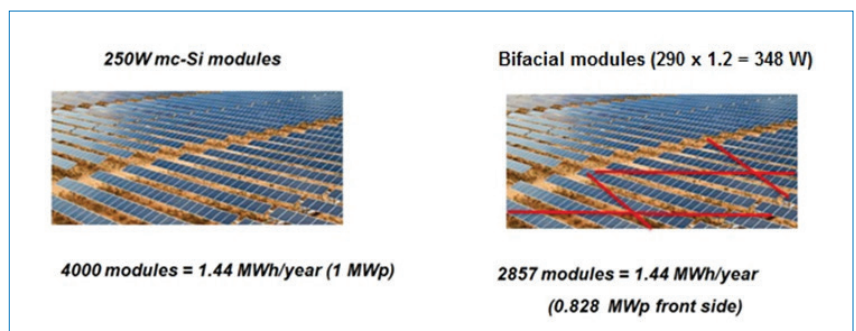 250W mc-Si modules
Bifacial modules (290 x 1.2 = 348 W)
4000 modules = 1.44 MWh/year (1 MWp)
2857 modules = 1.44 MWh/year
(0.828 MWp front side)